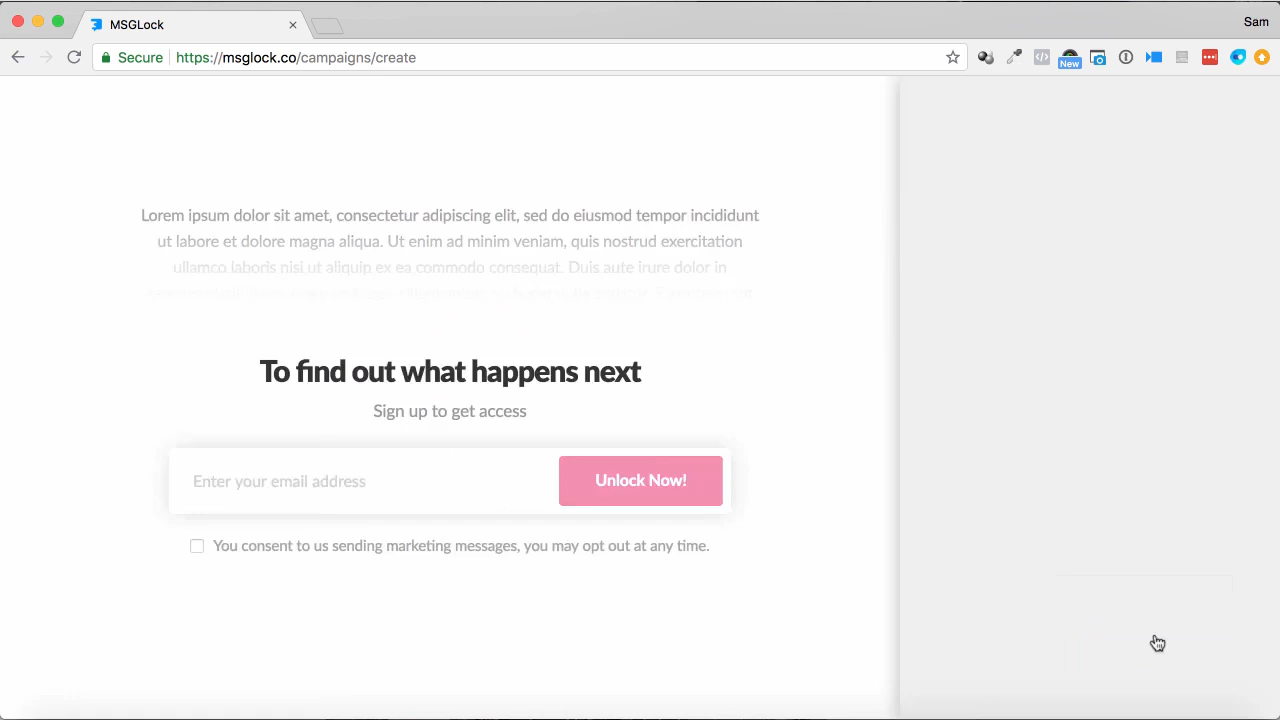 MSGLock
Sam
Secure https://msglock.co/campaigns/create
New
Lorem ipsum dolor sit amet, consectetur adipiscing elit, sed do eiusmod tempor incididunt
ut labore et dolore magna aliqua. Ut enim ad minim veniam, quis nostrud exercitation
ullamco laboris nisi ut aliquip ex ea commodo consequat. Duis aute irure dolor in
To find out what happens next
Sign up to get access
Enter your email address
Unlock Now!
You consent to us sending marketing messages, you may opt out at any time.